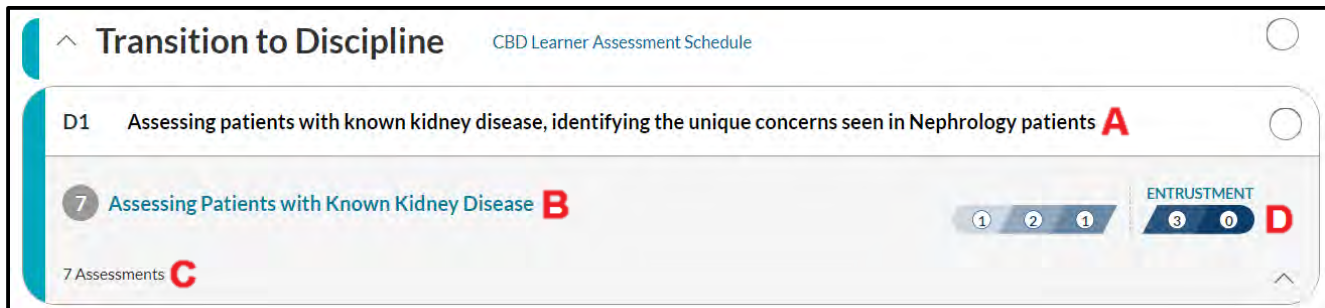 Transition to Discipline CBD Learner Assessment Schedule
D1 Assessing patients with known kidney disease, identifying the unique concerns seen in Nephrology patients A
ENTRUSTMENT
7 Assessing Patients with Known Kidney Disease B
1 2 1 3 0 D
7 Assessments C